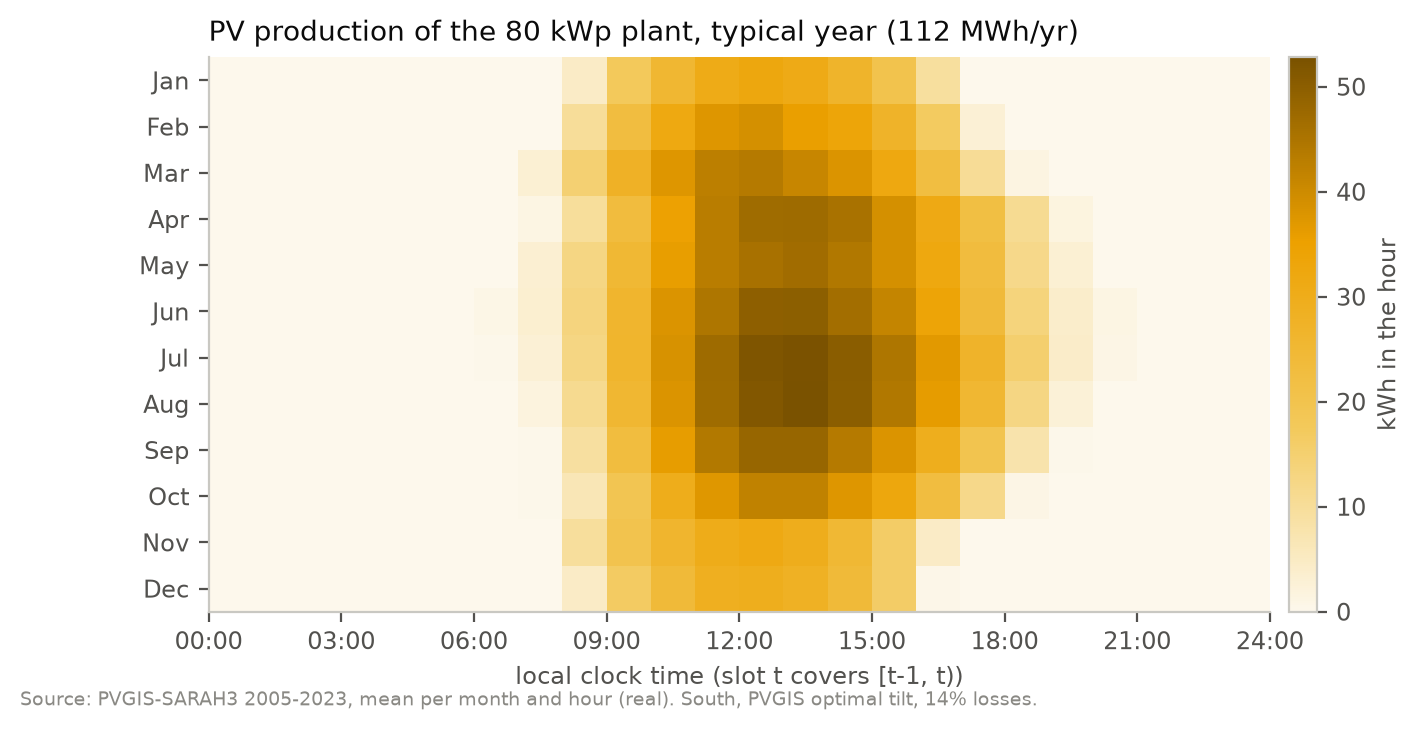 PV production of the 80 kWp plant, typical year (112 MWh/yr)
Jan
Feb
Mar
Apr
May
Jun
Jul
Aug
Sep
Oct
Nov
Dec
00:00 03:00 06:00 09:00 12:00 15:00 18:00 21:00 24:00
local clock time (slot t covers [t-1, t))
50
40
30
20
10
0
kWh in the hour
Source: PVGIS-SARAH3 2005-2023, mean per month and hour (real). South, PVGIS optimal tilt, 14% losses.